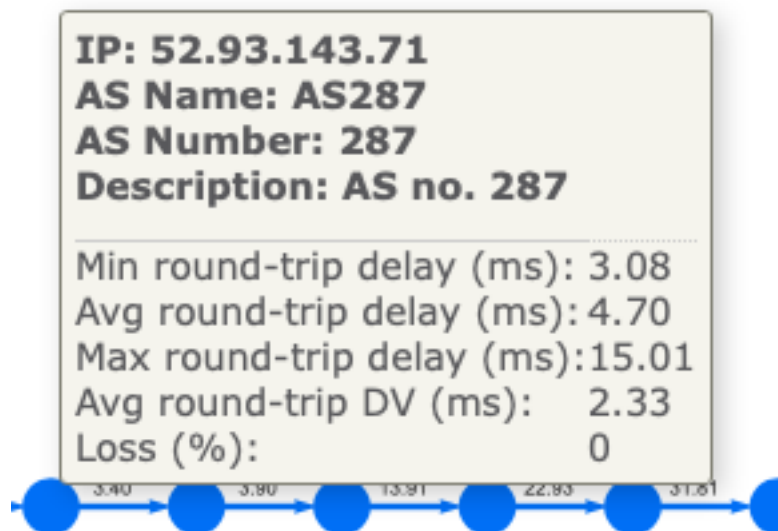 IP: 52.93.143.71
AS Name: AS287
AS Number: 287
Description: AS no. 287
Min round-trip delay (ms): 3.08
Avg round-trip delay (ms): 4.70
Max round-trip delay (ms): 15.01
Avg round-trip DV (ms): 2.33
Loss (%): 0
3.40 3.90 13.91 22.93 31.81